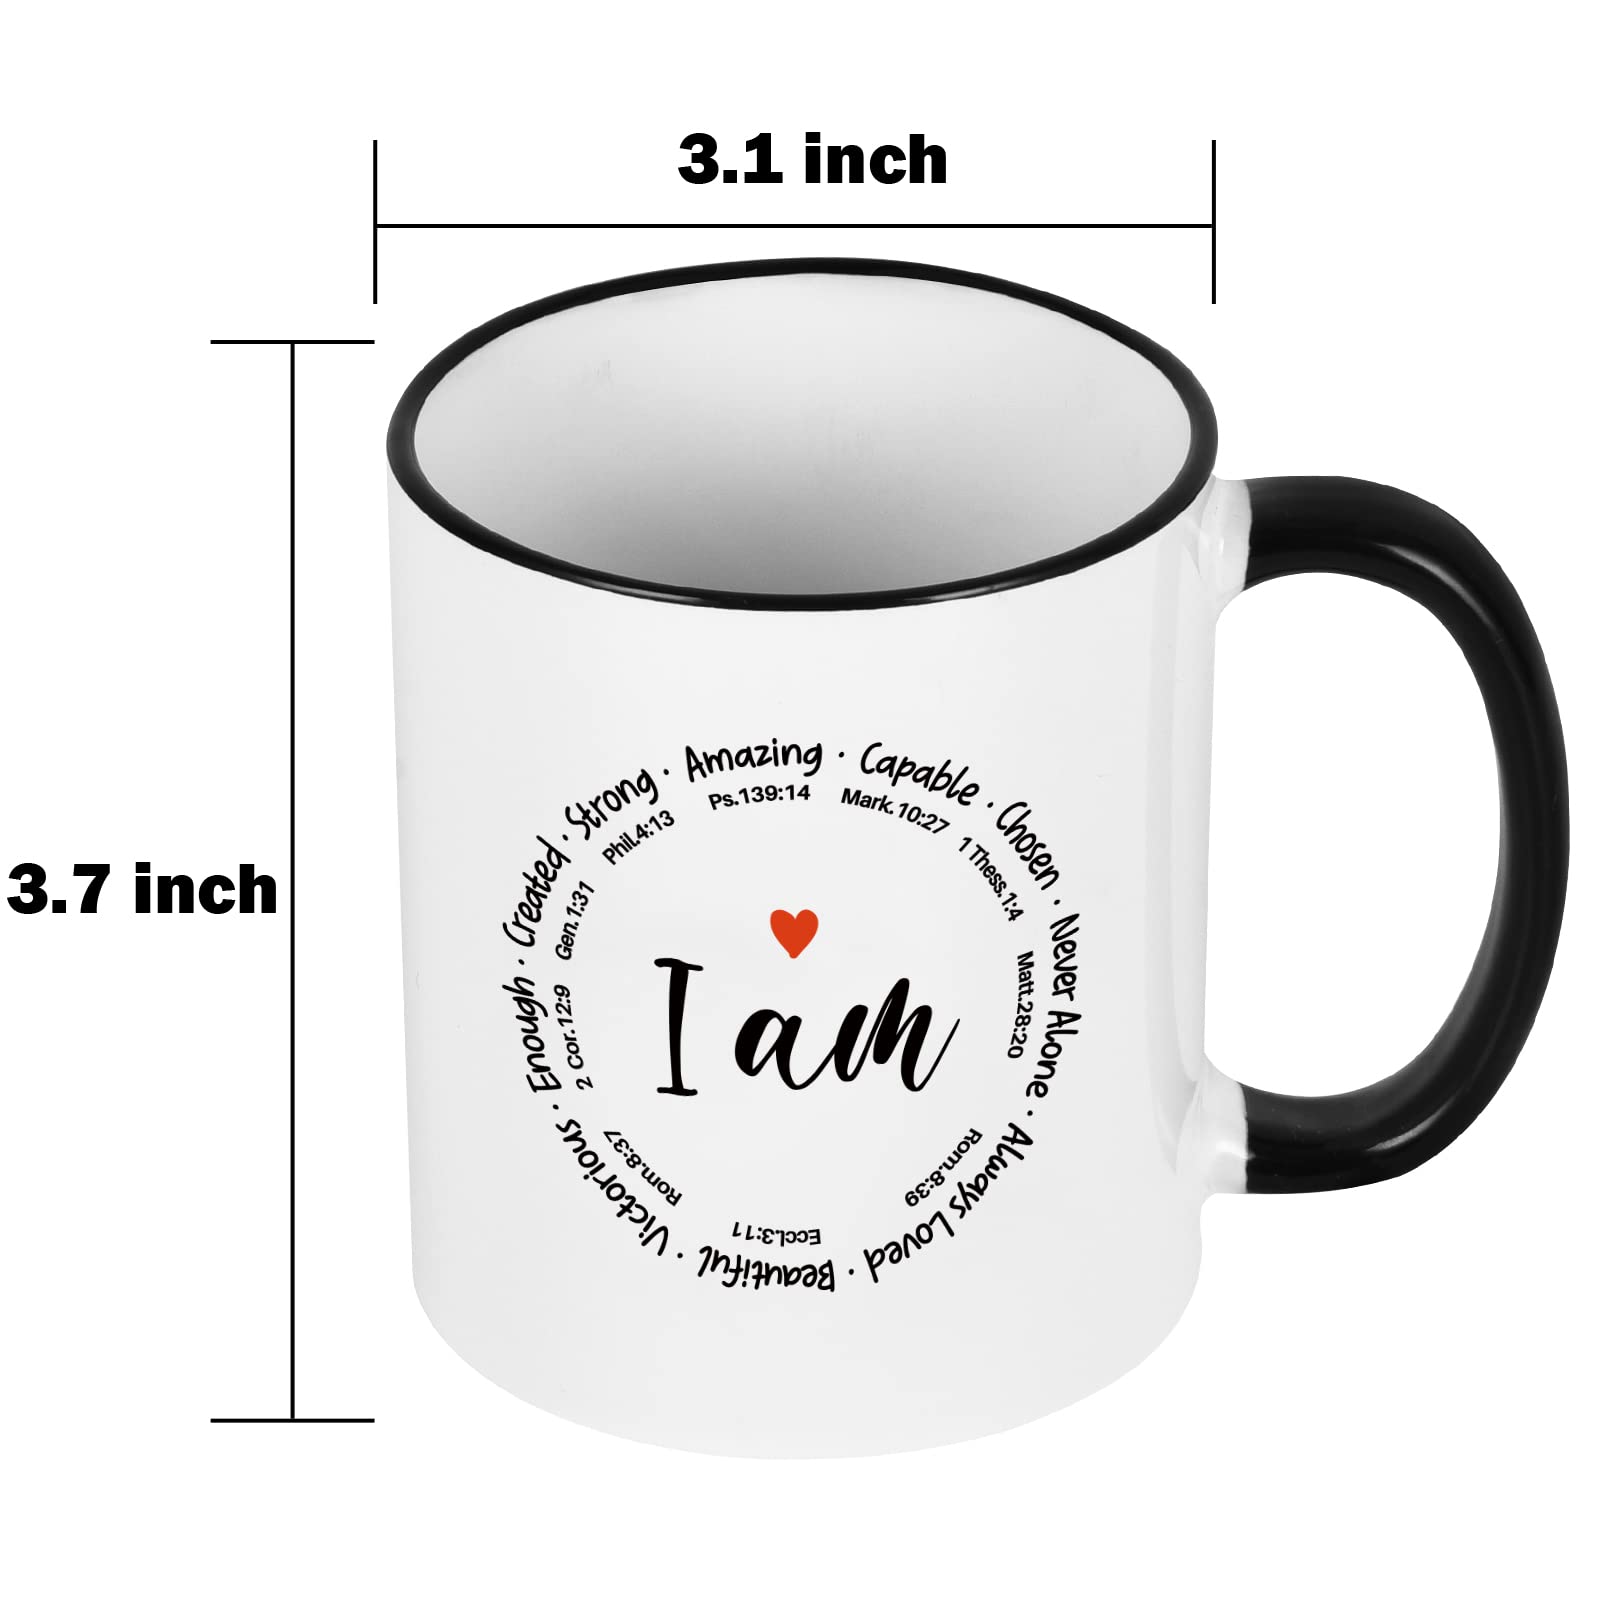 3.1 inch
3.7 inch
Amazing · Capable · Chosen · Never Alone · Always Loved · Beautiful · Victorious · Enough · Created · Strong ·
Ps.139:14 Mark.10:27 1 Thess.1:4 Matt.28:20 Rom.8:39 Eccl.3:11 Rom.8:37 2 Cor.12:9 Gen.1:31 Phil.4:13
I am